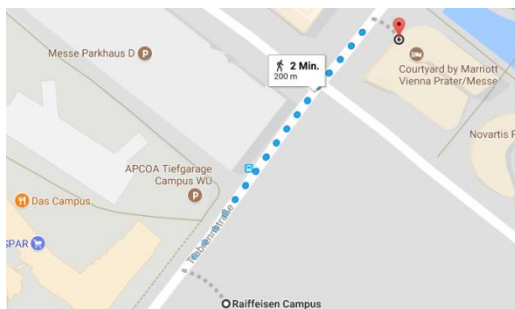 Messe Parkhaus D
P
2 Min.
200 m
Courtyard by Marriott
Vienna Prater/Messe
Novartis
APCOA Tiefgarage
Campus WU
P
Das Campus
SPAR
Trabrennstraße
Raiffeisen Campus